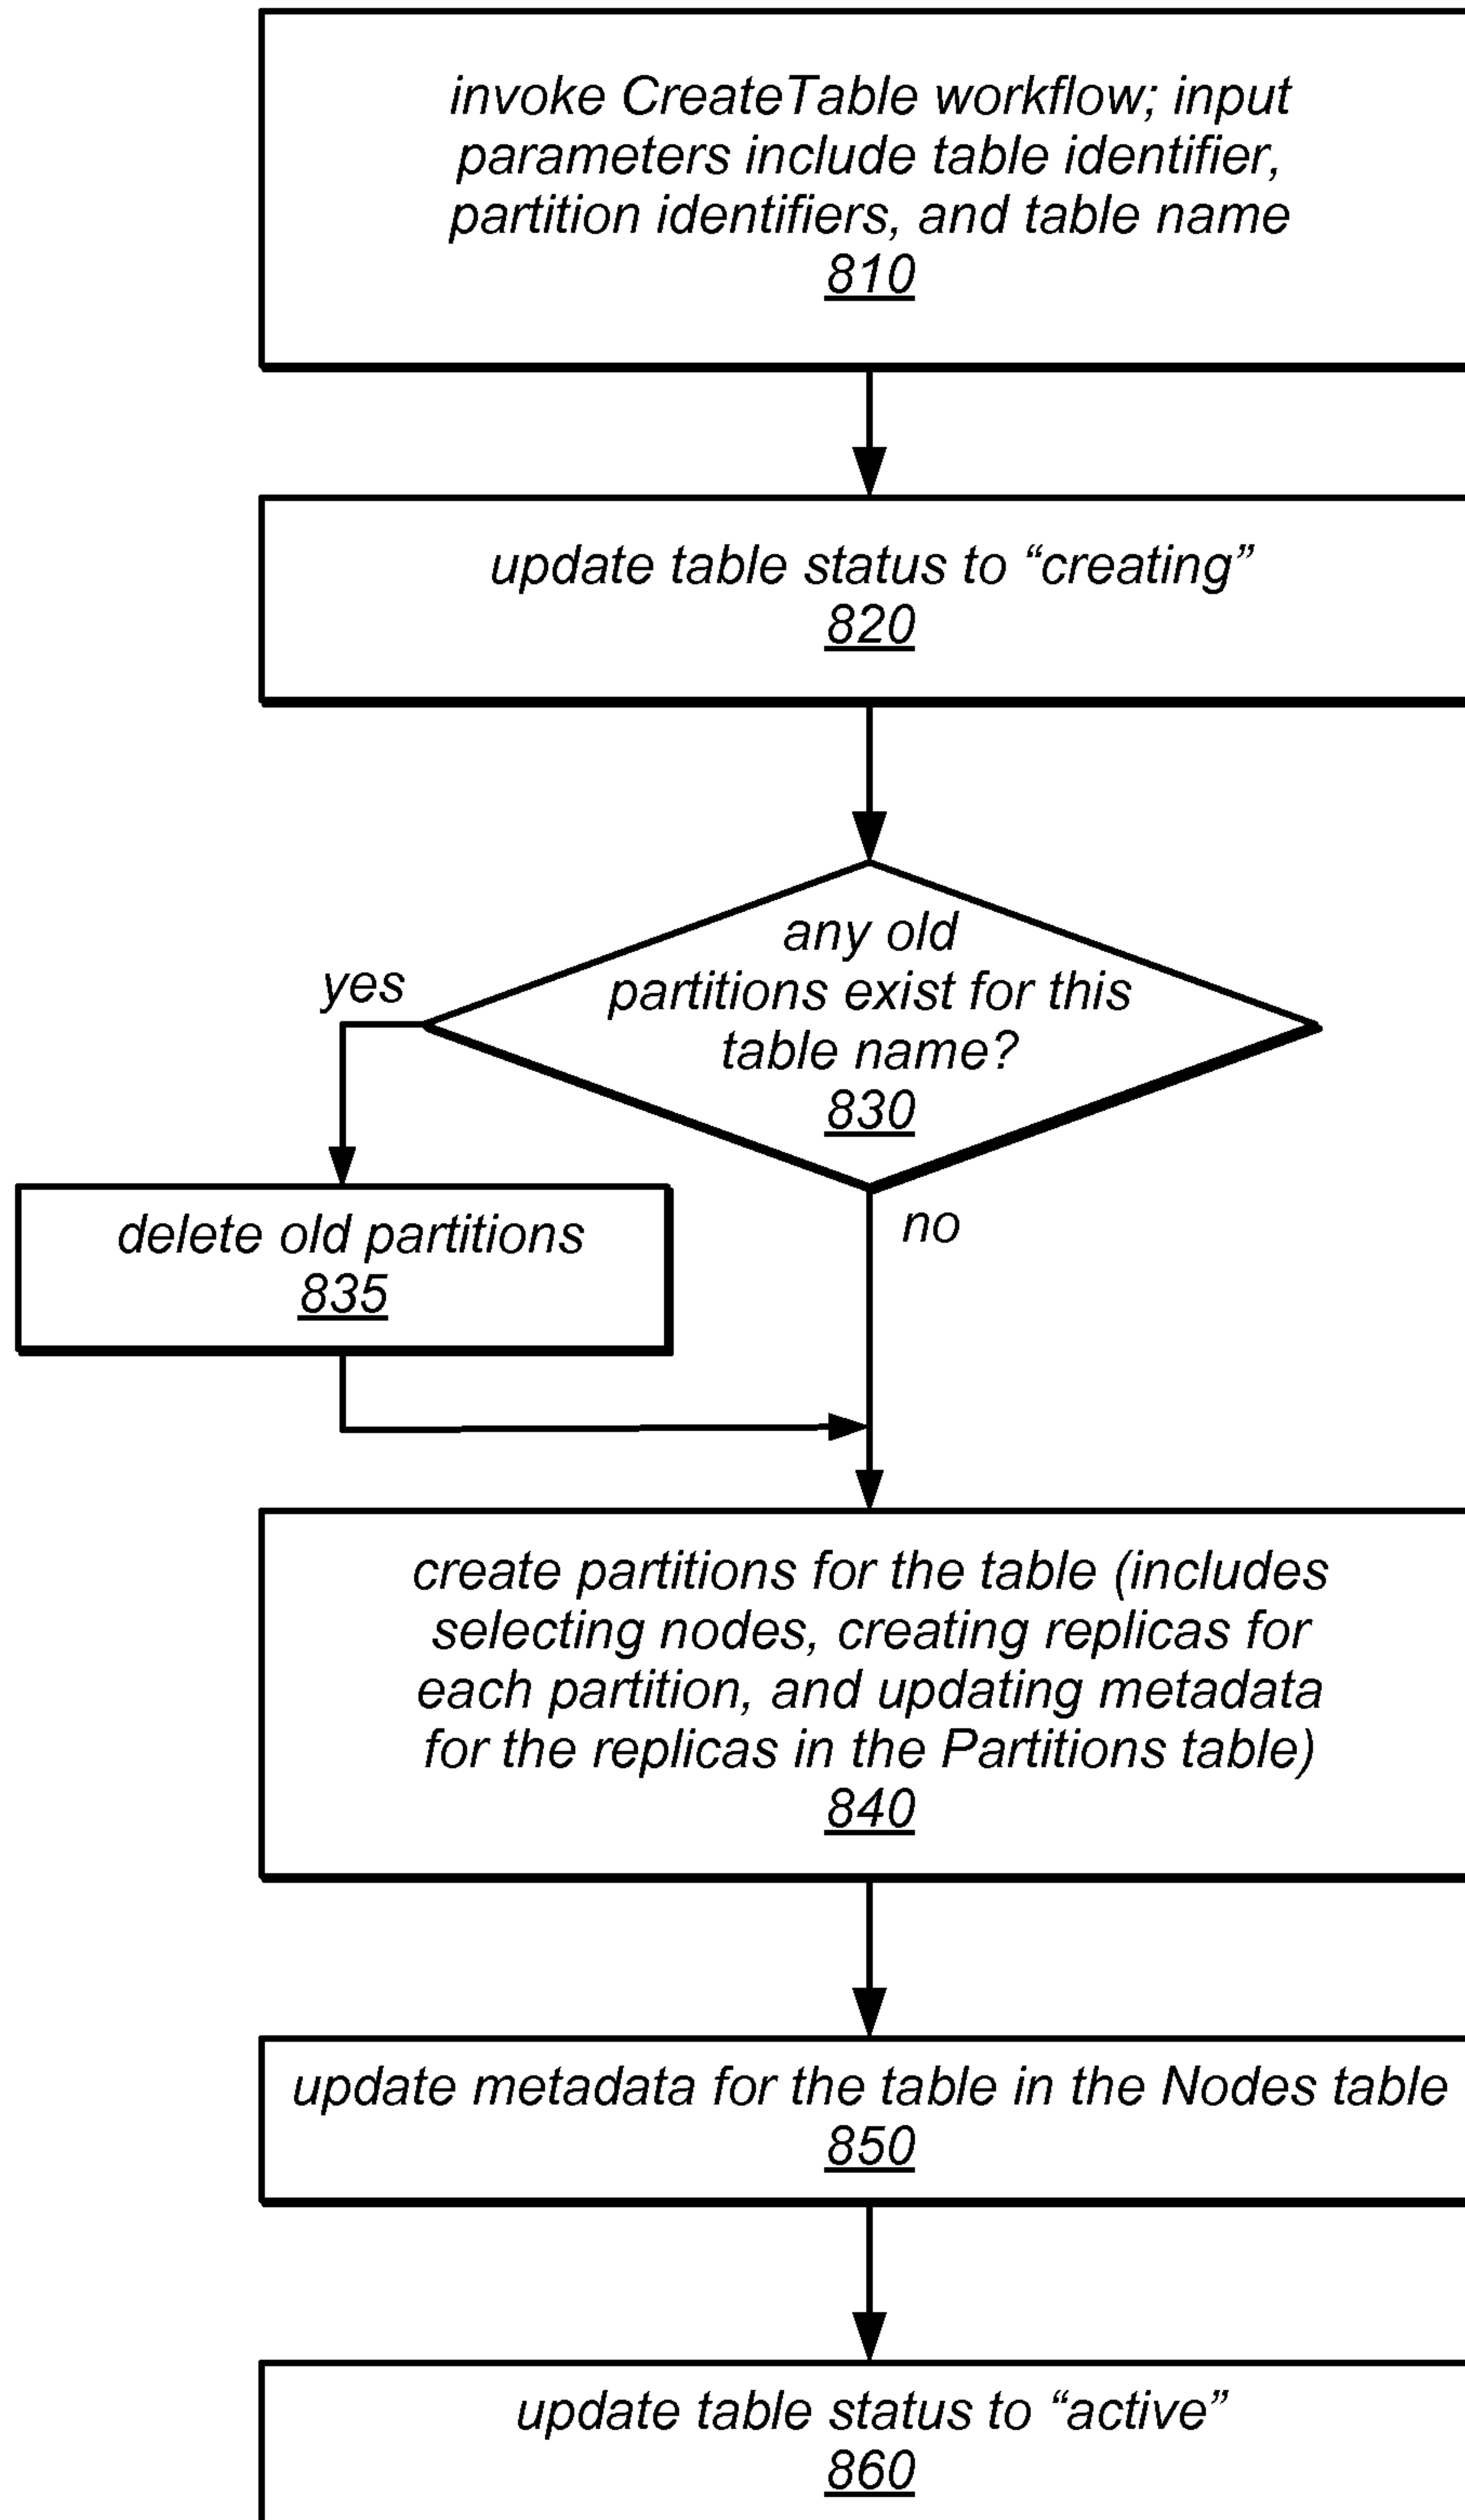 invoke CreateTable workflow; input
parameters include table identifier,
partition identifiers, and table name
810
update table status to “creating”
820
any old
partitions exist for this
table name?
830
yes
no
delete old partitions
835
create partitions for the table (includes
selecting nodes, creating replicas for
each partition, and updating metadata
for the replicas in the Partitions table)
840
update metadata for the table in the Nodes table
850
update table status to “active”
860